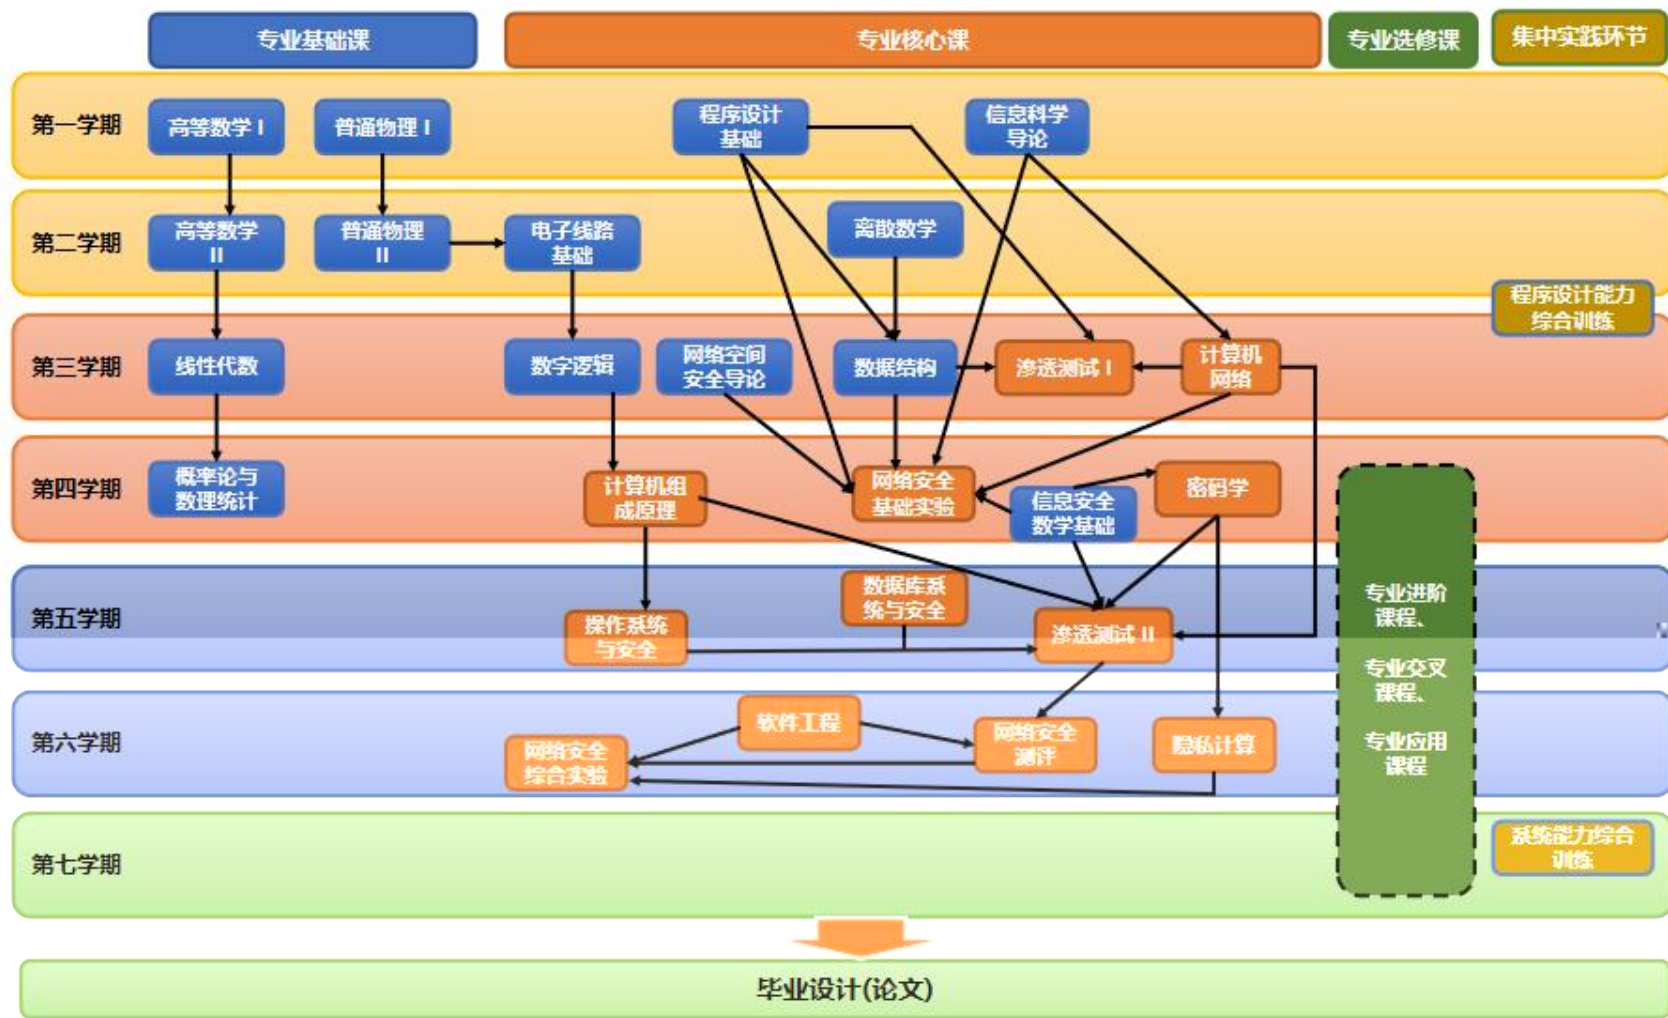 专业基础课
专业核心课
专业选修课
集中实践环节
第一学期
高等数学 I
普通物理 I
程序设计
基础
信息科学
导论
第二学期
高等数学
II
普通物理
II
电子线路
基础
离散数学
程序设计能力
综合训练
第三学期
线性代数
数字逻辑
网络空间
安全导论
数据结构
渗透测试 I
计算机
网络
第四学期
概率论与
数理统计
计算机组
成原理
网络安全
基础实验
信息安全
数学基础
密码学
第五学期
操作系统
与安全
数据库系
统与安全
渗透测试 II
专业进阶
课程、
专业交叉
课程、
专业应用
课程
第六学期
网络安全
综合实验
软件工程
网络安全
测评
隐私计算
第七学期
系统能力综合
训练
毕业设计(论文)